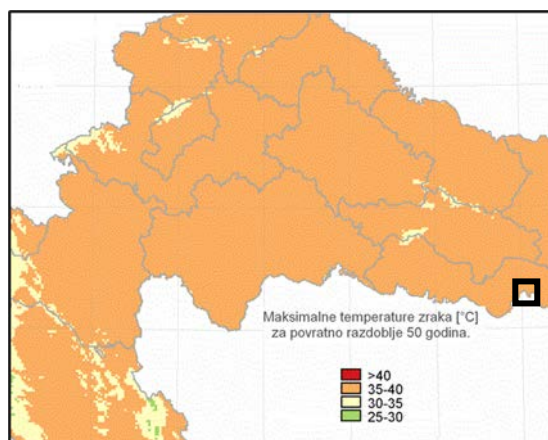 Maksimalne temperature zraka [°C]
za povratno razdoblje 50 godina.
>40
35-40
30-35
25-30